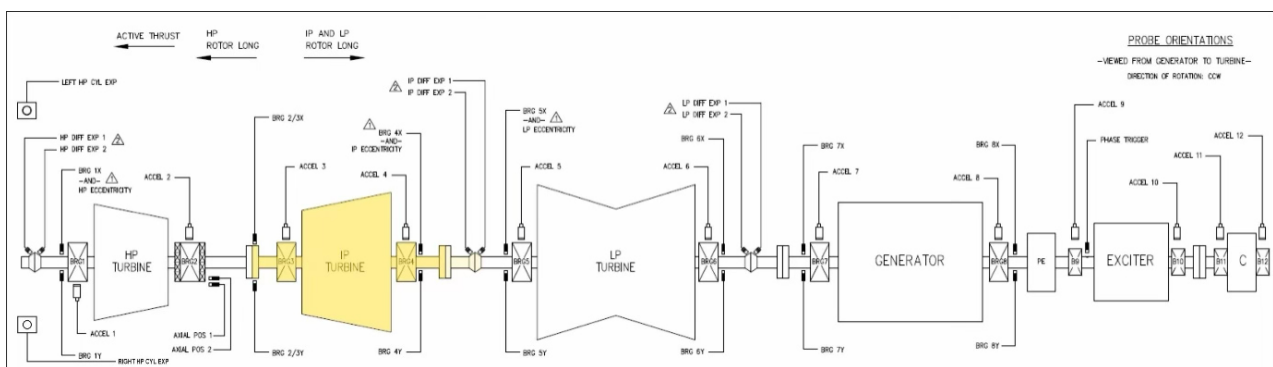 ACTIVE THRUST
HP
ROTOR LONG
IP AND LP
ROTOR LONG
PROBE ORIENTATIONS
-VIEWED FROM GENERATOR TO TURBINE-
DIRECTION OF ROTATION: CCW
LEFT HP CYL EXP
HP DIFF EXP 1
HP DIFF EXP 2
2
BRG 1X
-AND-
HP ECCENTRICITY
1
ACCEL 2
BRG 2/3X
ACCEL 3
1
BRG 4X
-AND-
IP ECCENTRICITY
ACCEL 4
2
IP DIFF EXP 1
IP DIFF EXP 2
BRG 5X
-AND-
LP ECCENTRICITY
1
ACCEL 5
BRG 6X
ACCEL 6
2
LP DIFF EXP 1
LP DIFF EXP 2
BRG 7X
ACCEL 7
BRG 8X
ACCEL 8
ACCEL 9
PHASE TRIGGER
ACCEL 10
ACCEL 11
ACCEL 12
BRG1
HP
TURBINE
BRG2
BRG3
IP
TURBINE
BRG4
BRG5
LP
TURBINE
BRG6
BRG7
GENERATOR
BRG8
PE
B9
EXCITER
B10
B11
C
B12
ACCEL 1
BRG 1Y
RIGHT HP CYL EXP
AXIAL POS 1
AXIAL POS 2
BRG 2/3Y
BRG 4Y
BRG 5Y
BRG 6Y
BRG 7Y
BRG 8Y